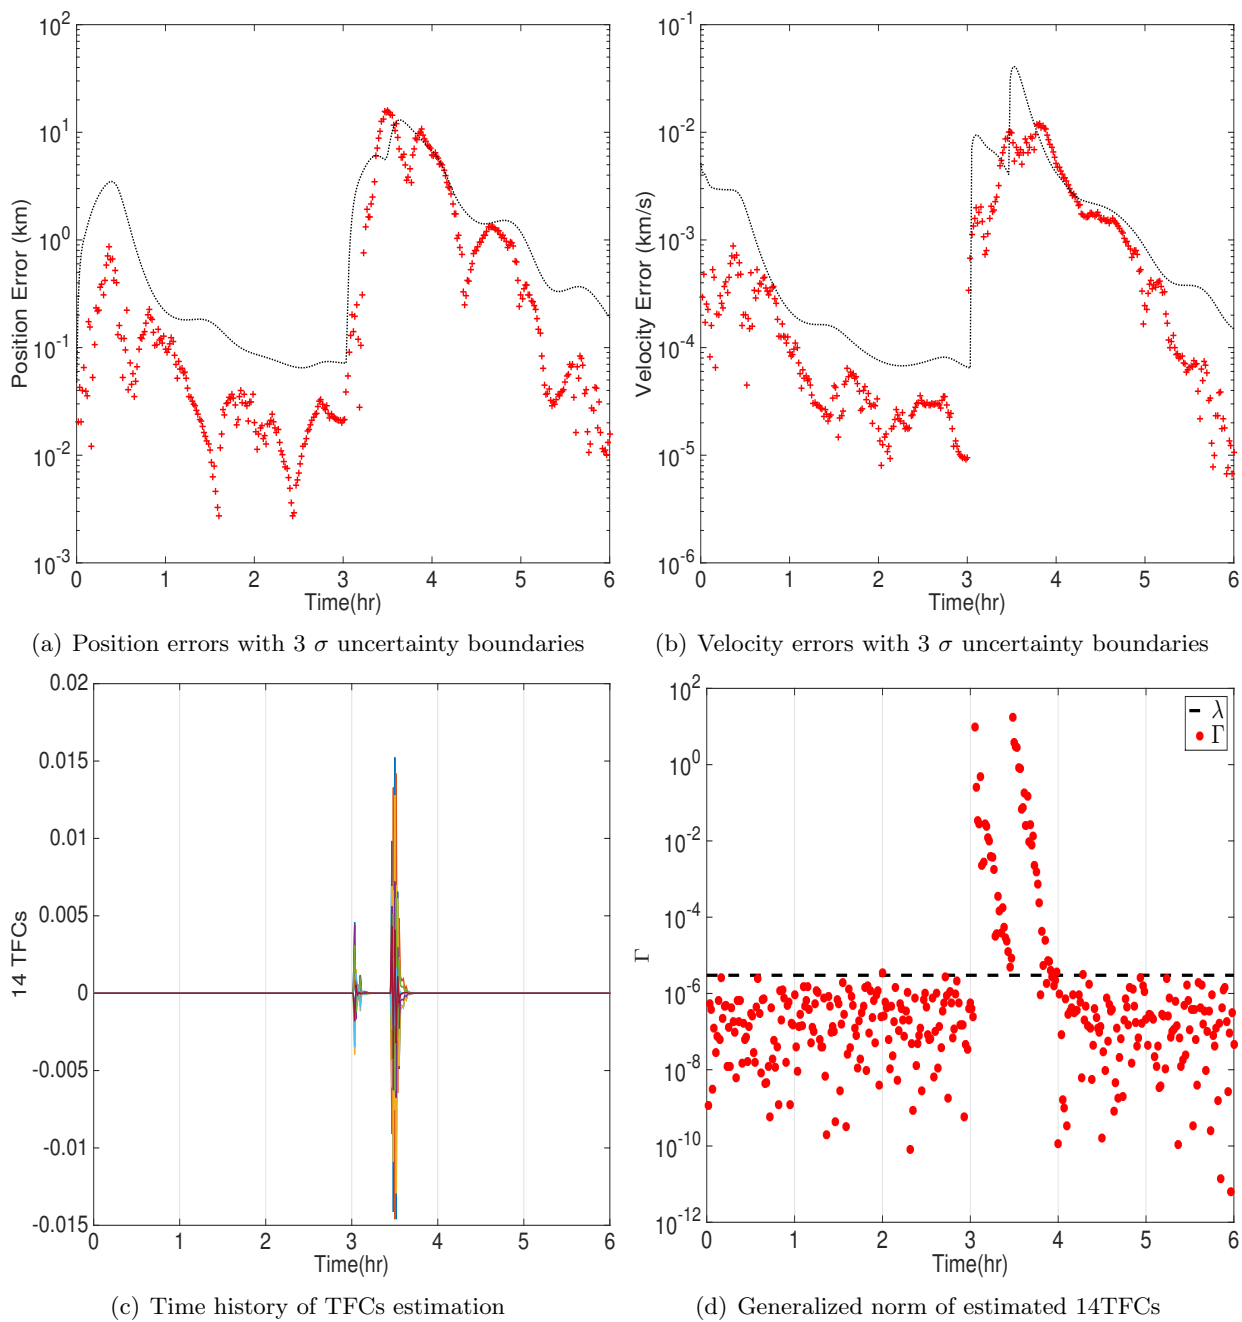 10^2
10^1
10^0
10^-1
10^-2
10^-3
Position Error (km)
0 1 2 3 4 5 6
Time(hr)
(a) Position errors with 3 σ uncertainty boundaries
10^-1
10^-2
10^-3
10^-4
10^-5
10^-6
Velocity Error (km/s)
0 1 2 3 4 5 6
Time(hr)
(b) Velocity errors with 3 σ uncertainty boundaries
0.02
0.015
0.01
0.005
0
-0.005
-0.01
-0.015
14 TFCs
0 1 2 3 4 5 6
Time(hr)
(c) Time history of TFCs estimation
10^2
10^0
10^-2
10^-4
10^-6
10^-8
10^-10
10^-12
Γ
λ
Γ
0 1 2 3 4 5 6
Time(hr)
(d) Generalized norm of estimated 14TFCs